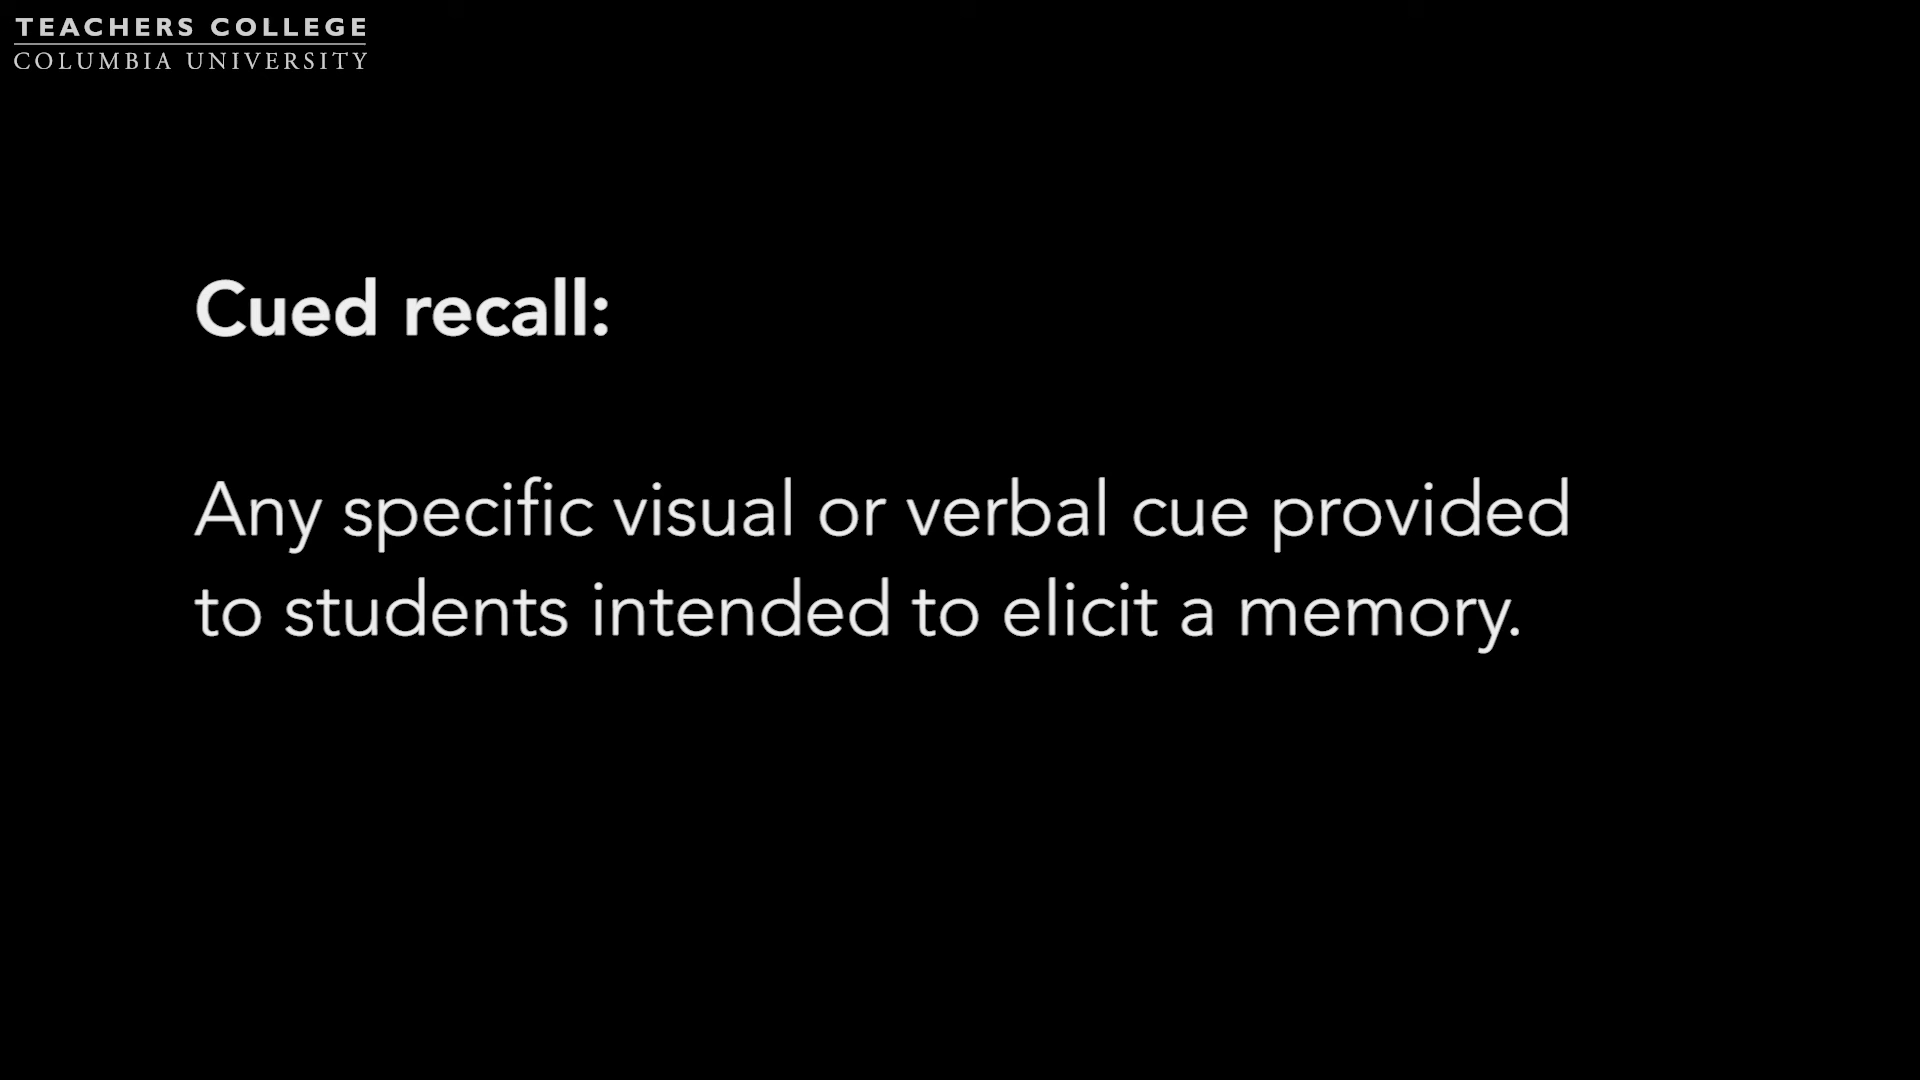 TEACHERS COLLEGE
COLUMBIA UNIVERSITY
Cued recall:
Any specific visual or verbal cue provided
to students intended to elicit a memory.